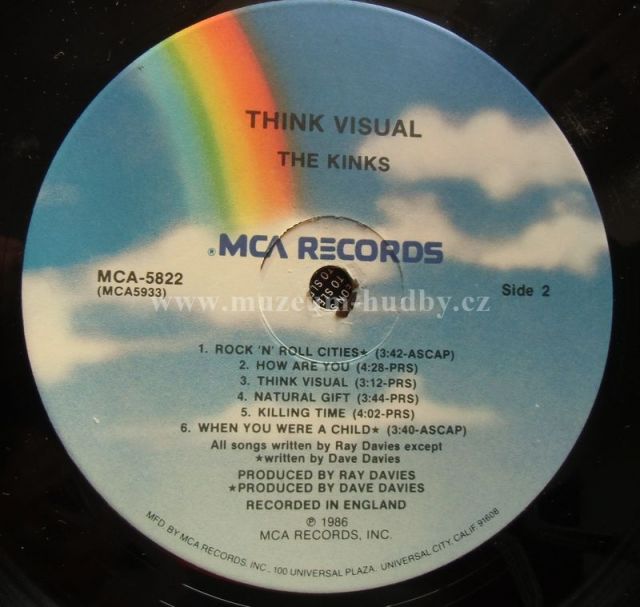 THINK VISUAL
THE KINKS
® MCA RECORDS
MCA-5822
(MCA5933)
Side 2
www.muzeum-hudby.cz
1. ROCK 'N' ROLL CITIES★ (3:42-ASCAP)
2. HOW ARE YOU (4:28-PRS)
3. THINK VISUAL (3:12-PRS)
4. NATURAL GIFT (3:44-PRS)
5. KILLING TIME (4:02-PRS)
6. WHEN YOU WERE A CHILD★ (3:40-ASCAP)
All songs written by Ray Davies except
★written by Dave Davies
PRODUCED BY RAY DAVIES
★PRODUCED BY DAVE DAVIES
RECORDED IN ENGLAND
℗ 1986
MCA RECORDS, INC.
MFD. BY MCA RECORDS, INC., 100 UNIVERSAL PLAZA, UNIVERSAL CITY, CALIF. 91608